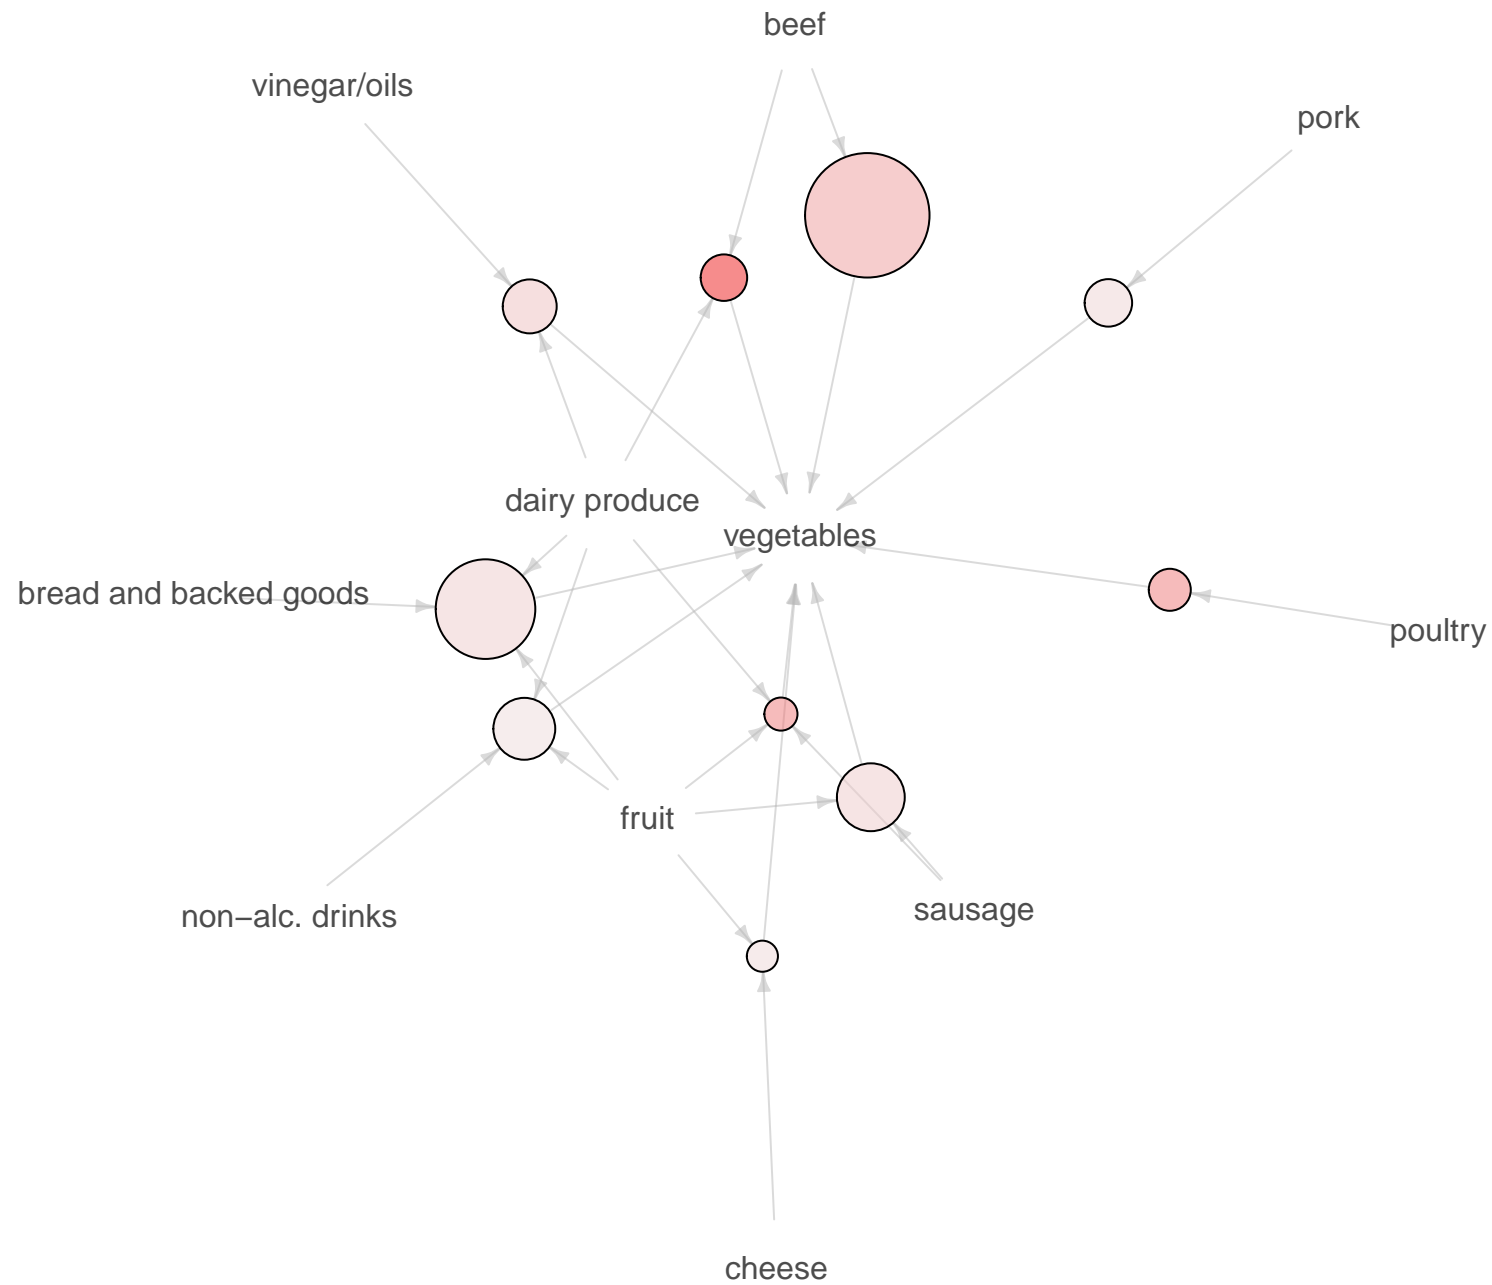 beef
vinegar/oils
pork
dairy produce
vegetables
bread and backed goods
poultry
fruit
sausage
non−alc. drinks
cheese